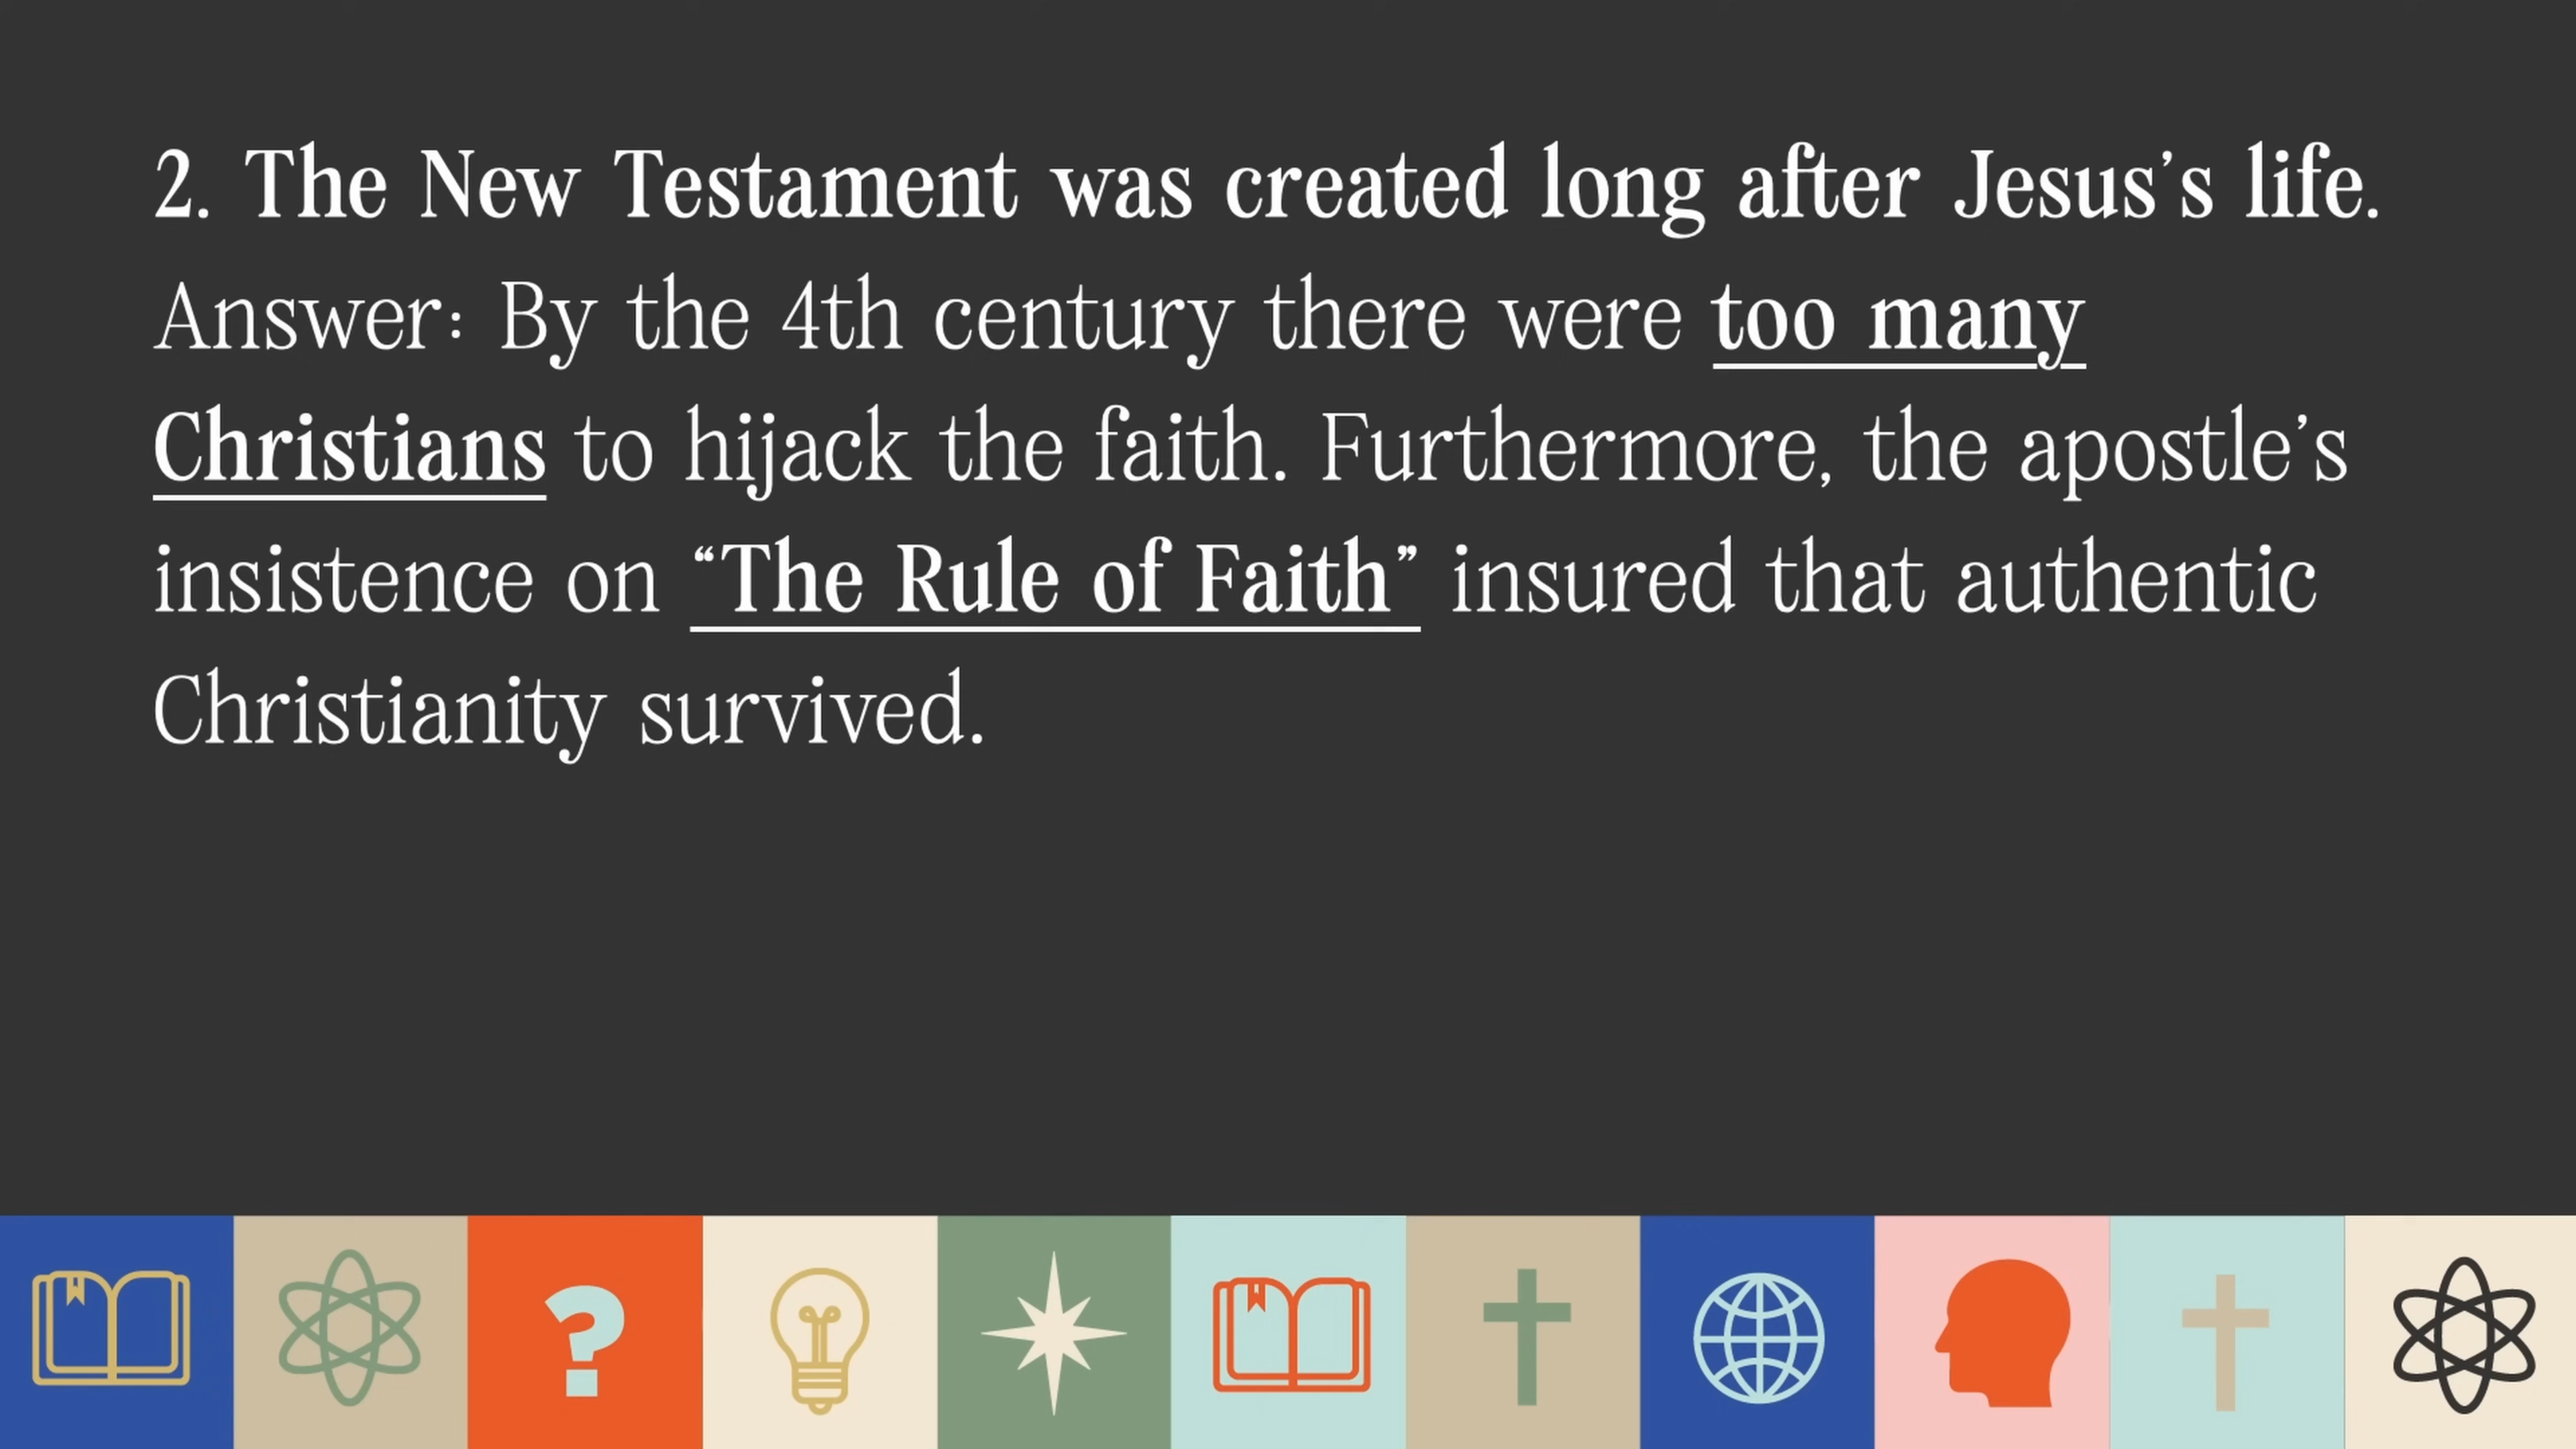 2. The New Testament was created long after Jesus’s life.
Answer: By the 4th century there were too many
Christians to hijack the faith. Furthermore, the apostle’s
insistence on “The Rule of Faith” insured that authentic
Christianity survived.
?